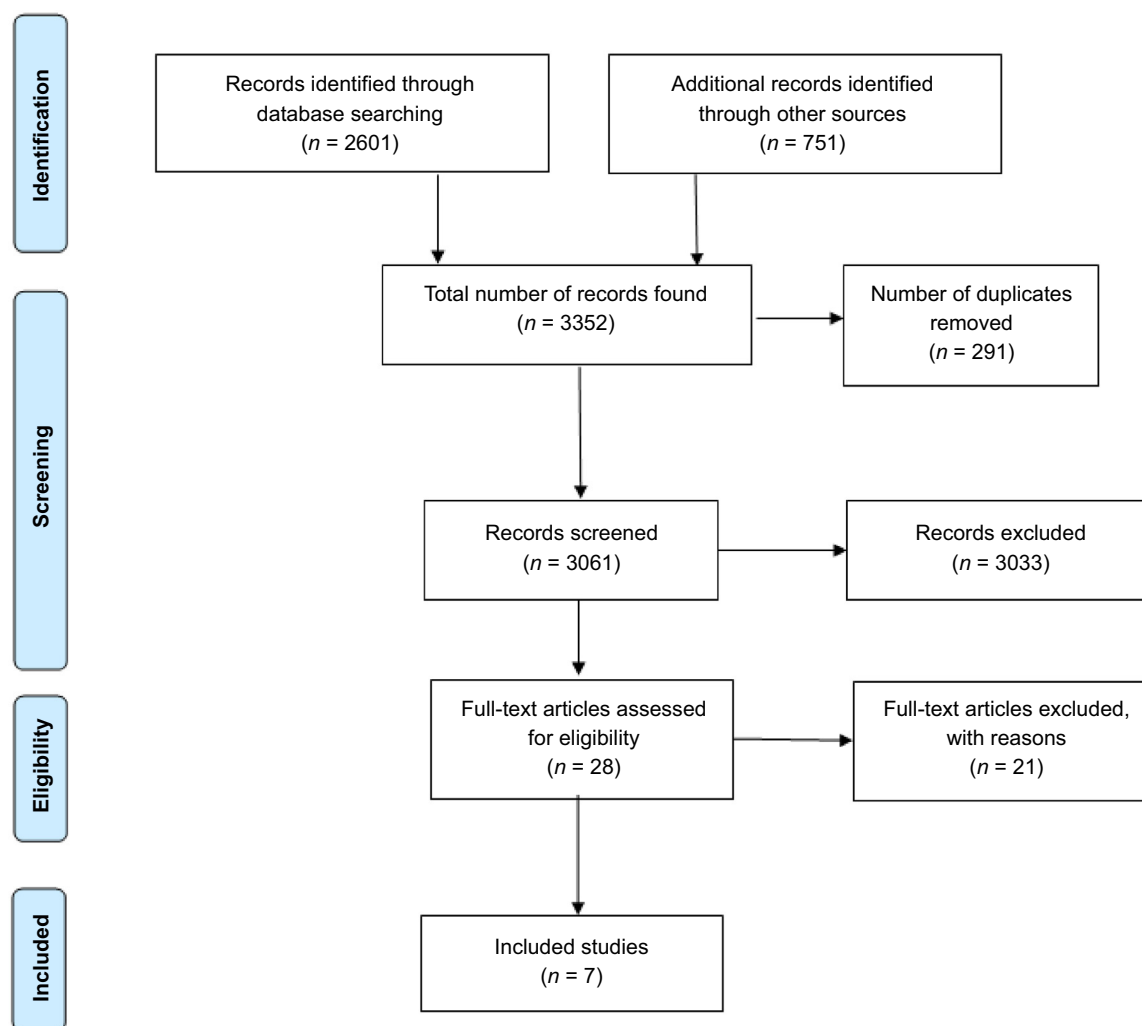 Identification
Records identified through
database searching
(n = 2601)
Additional records identified
through other sources
(n = 751)
Screening
Total number of records found
(n = 3352)
Number of duplicates
removed
(n = 291)
Records screened
(n = 3061)
Records excluded
(n = 3033)
Eligibility
Full-text articles assessed
for eligibility
(n = 28)
Full-text articles excluded,
with reasons
(n = 21)
Included
Included studies
(n = 7)